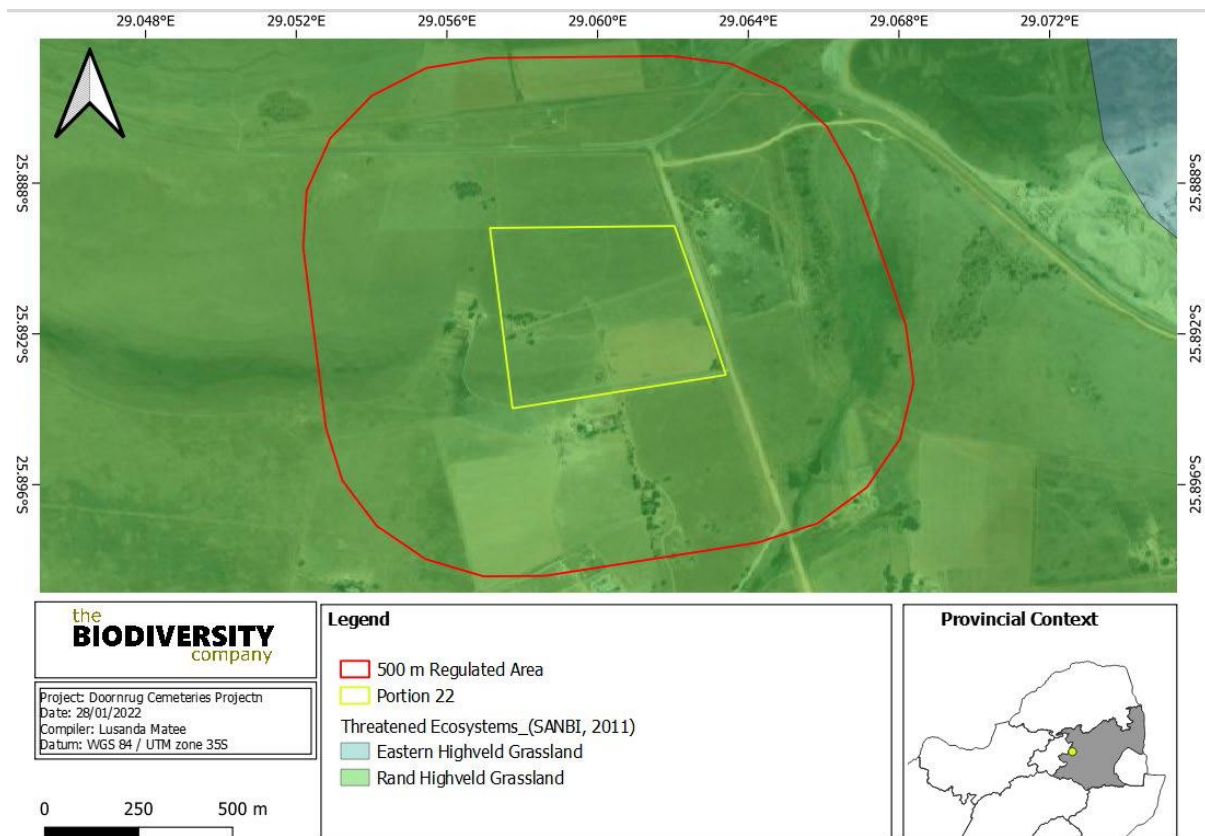 29.048°E 29.052°E 29.056°E 29.060°E 29.064°E 29.068°E 29.072°E
25.888°S 25.888°S
25.892°S 25.892°S
25.896°S 25.896°S
the
BIODIVERSITY
company
Project: Doornrug Cemeteries Projectn
Date: 28/01/2022
Compiler: Lusanda Matee
Datum: WGS 84 / UTM zone 35S
0 250 500 m
Legend
500 m Regulated Area
Portion 22
Threatened Ecosystems_(SANBI, 2011)
Eastern Highveld Grassland
Rand Highveld Grassland
Provincial Context